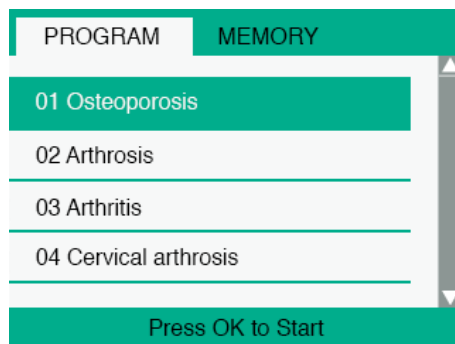 PROGRAM MEMORY
01 Osteoporosis
02 Arthrosis
03 Arthritis
04 Cervical arthrosis
Press OK to Start